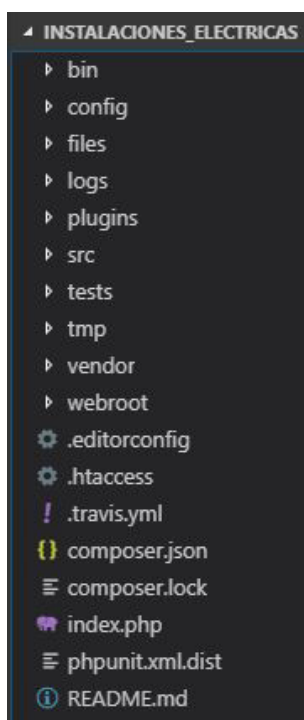 INSTALACIONES_ELECTRICAS
bin
config
files
logs
plugins
src
tests
tmp
vendor
webroot
.editorconfig
.htaccess
.travis.yml
composer.json
composer.lock
index.php
phpunit.xml.dist
README.md